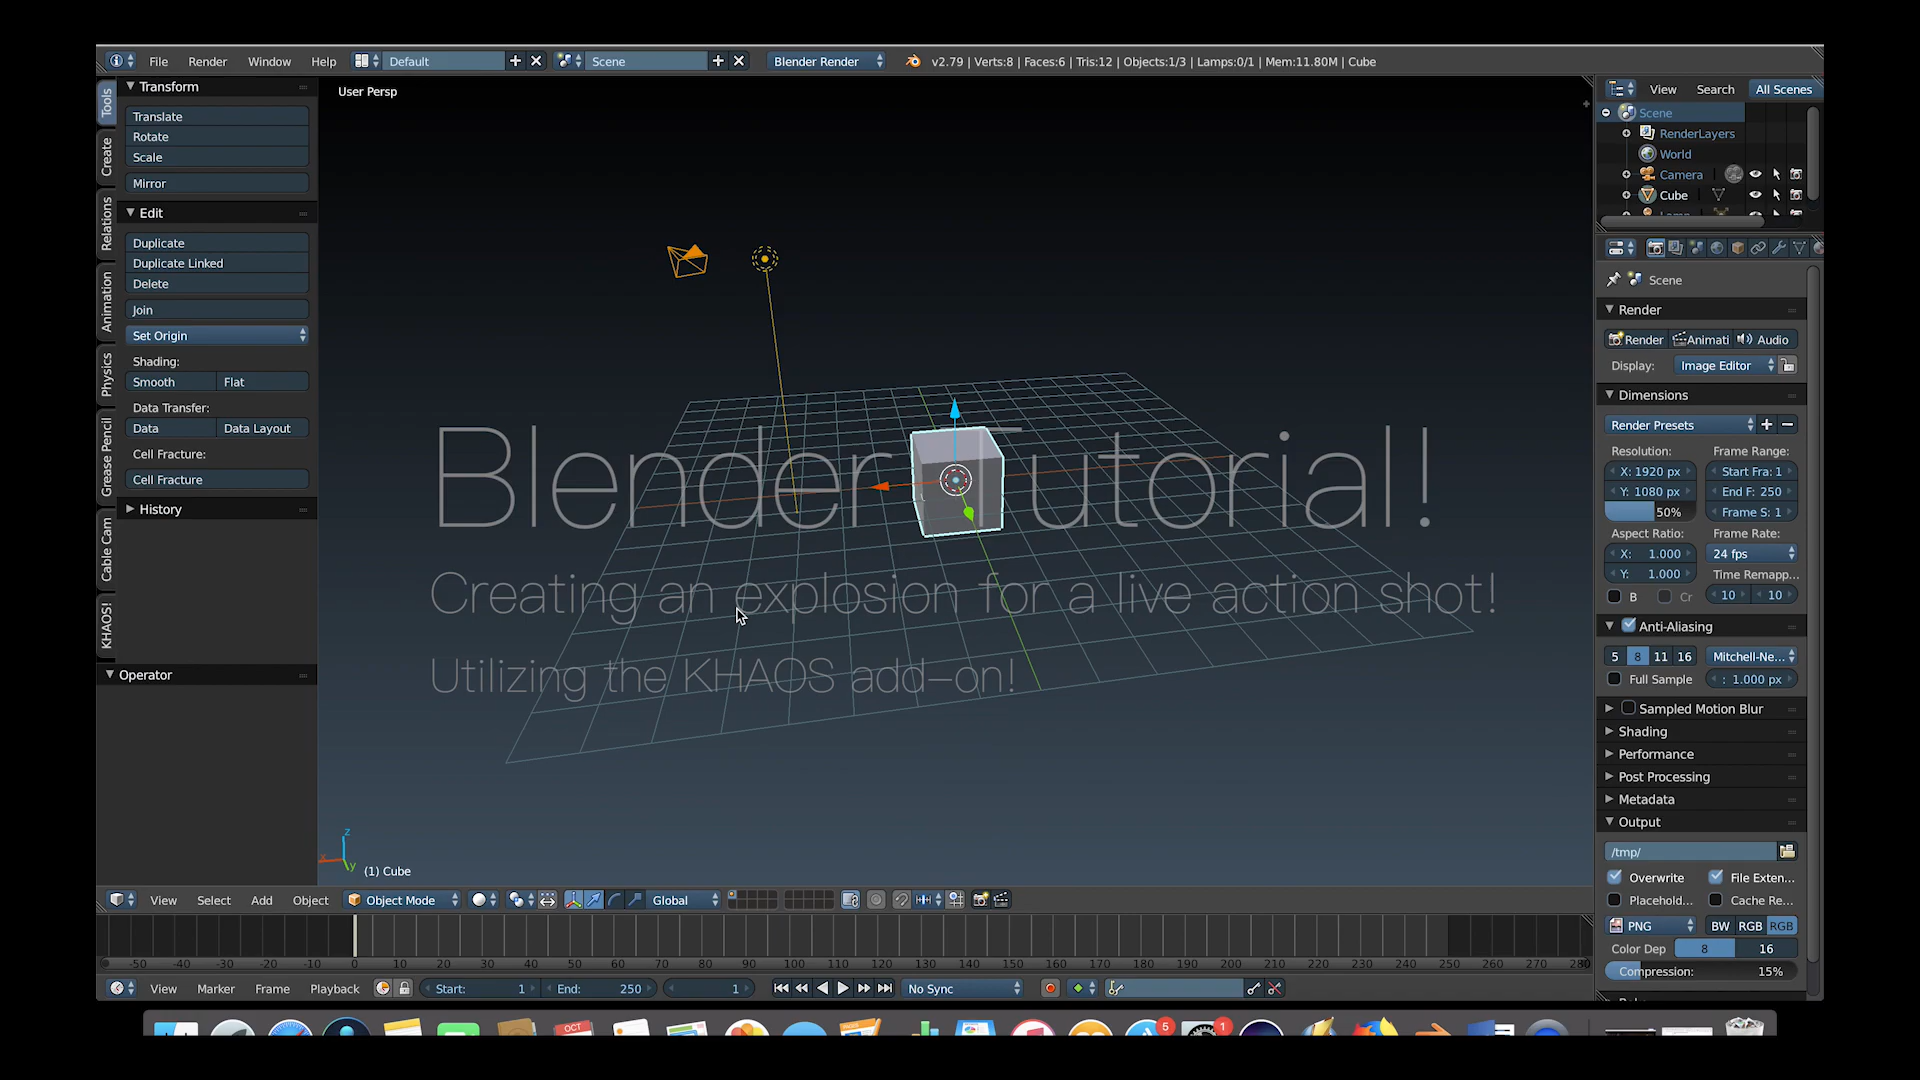 File Render Window Help Default Scene Blender Render v2.79 | Verts:8 | Faces:6 | Tris:12 | Objects:1/3 | Lamps:0/1 | Mem:11.80M | Cube
Tools
Create
Relations
Animation
Physics
Grease Pencil
Cable Cam
KHAOS!
Transform
Translate
Rotate
Scale
Mirror
Edit
Duplicate
Duplicate Linked
Delete
Join
Set Origin
Shading:
Smooth Flat
Data Transfer:
Data Data Layout
Cell Fracture:
Cell Fracture
History
Operator
User Persp
Blender Tutorial!
Creating an explosion for a live action shot!
Utilizing the KHAOS add-on!
z
x
y
(1) Cube
View Select Add Object Object Mode Global
-50 -40 -30 -20 -10 0 10 20 30 40 50 60 70 80 90 100 110 120 130 140 150 160 170 180 190 200 210 220 230 240 250 260 270 280
View Marker Frame Playback Start: 1 End: 250 1 No Sync
View Search All Scenes
Scene
RenderLayers
World
Camera
Cube
Scene
Render
Render Animati Audio
Display: Image Editor
Dimensions
Render Presets
Resolution: Frame Range:
X: 1920 px Start Fra: 1
Y: 1080 px End F: 250
50% Frame S: 1
Aspect Ratio: Frame Rate:
X: 1.000 24 fps
Y: 1.000 Time Remapp...
B Cr 10 10
Anti-Aliasing
5 8 11 16 Mitchell-Ne...
Full Sample : 1.000 px
Sampled Motion Blur
Shading
Performance
Post Processing
Metadata
Output
/tmp/
Overwrite File Exten...
Placehold... Cache Re...
PNG BW RGB RGB
Color Dep 8 16
Compression: 15%
OCT 5 1